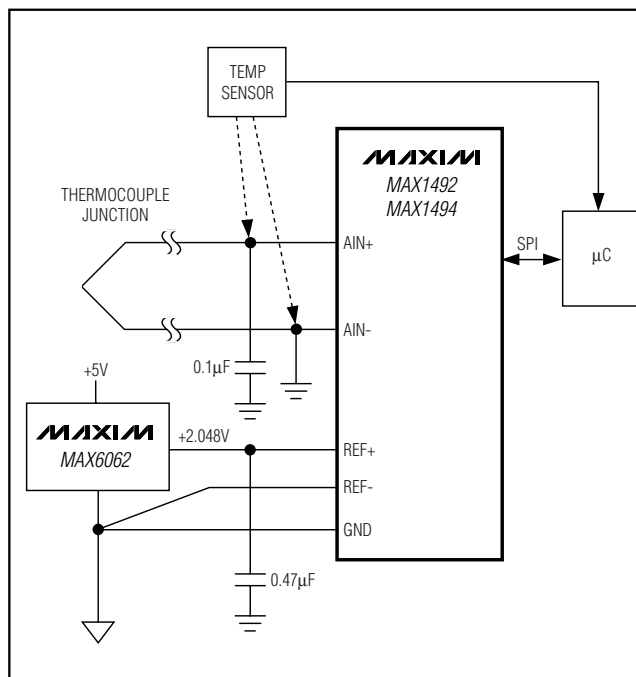 TEMP
SENSOR
MAXIM
MAX1492
MAX1494
THERMOCOUPLE
JUNCTION
AIN+
SPI
µC
AIN-
0.1µF
+5V
MAXIM
MAX6062
+2.048V
REF+
REF-
GND
0.47µF